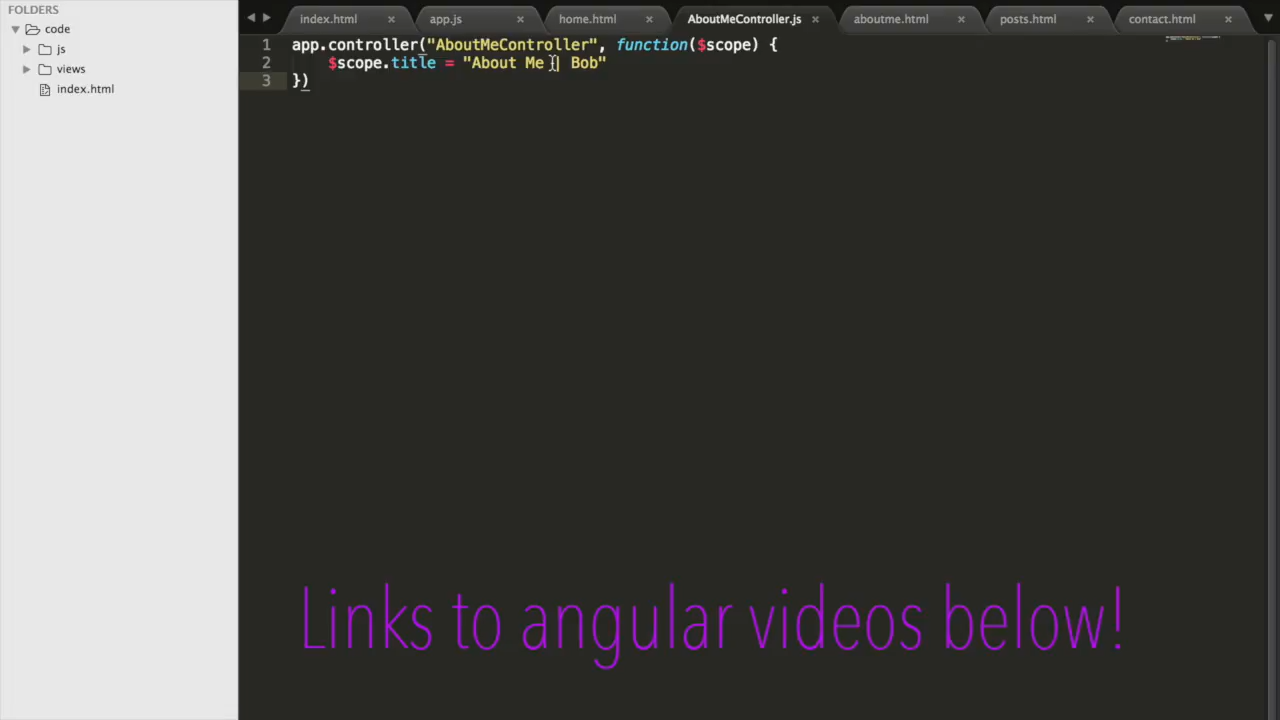 FOLDERS
code
js
views
index.html
index.html
app.js
home.html
AboutMeController.js
aboutme.html
posts.html
contact.html
1 app.controller("AboutMeController", function($scope) {
2 $scope.title = "About Me | Bob"
3 })
Links to angular videos below!